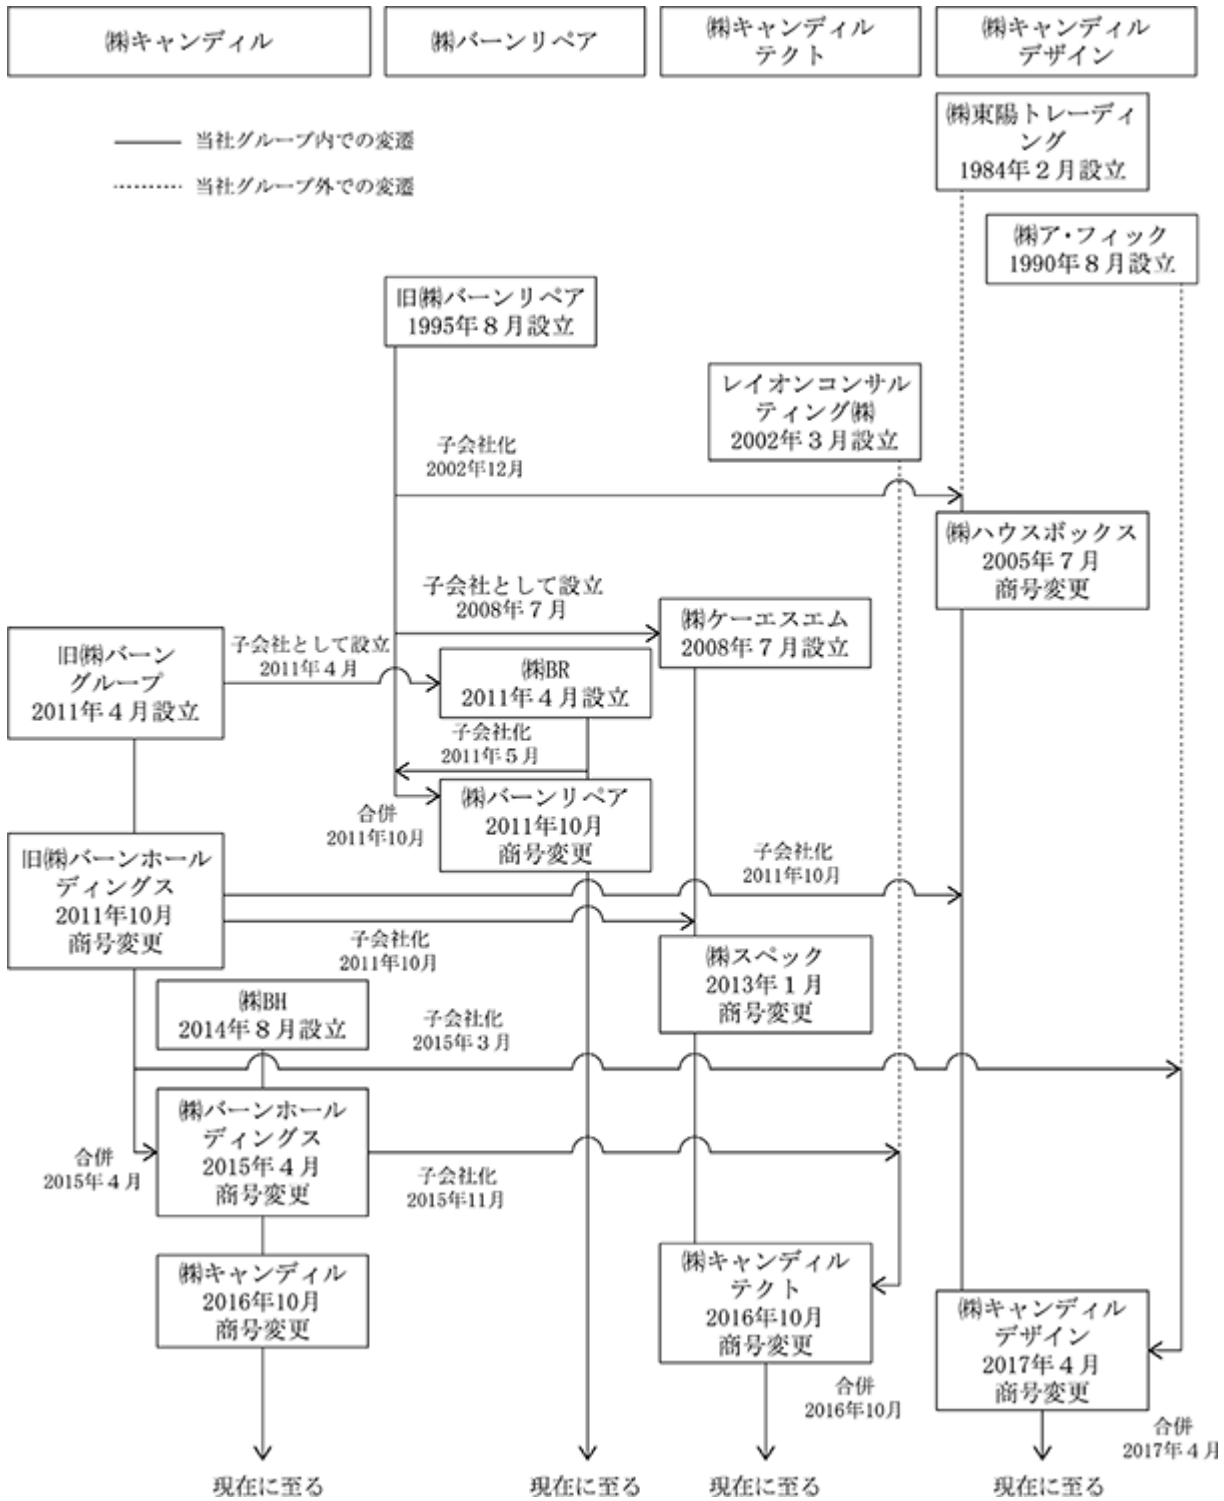 ㈱キャンディル
㈱バーンリペア
㈱キャンディル
テクト
㈱キャンディル
デザイン
当社グループ内での変遷
当社グループ外での変遷
㈱東陽トレーディ
ング
1984年２月設立
㈱ア・フィック
1990年８月設立
旧㈱バーンリペア
1995年８月設立
レイオンコンサル
ティング㈱
2002年３月設立
子会社化
2002年12月
㈱ハウスボックス
2005年７月
商号変更
子会社として設立
2008年７月
㈱ケーエスエム
2008年７月設立
旧㈱バーン
グループ
2011年４月設立
子会社として設立
2011年４月
㈱BR
2011年４月設立
子会社化
2011年５月
㈱バーンリペア
2011年10月
商号変更
合併
2011年10月
旧㈱バーンホール
ディングス
2011年10月
商号変更
子会社化
2011年10月
子会社化
2011年10月
㈱スペック
2013年１月
商号変更
㈱BH
2014年８月設立
子会社化
2015年３月
㈱バーンホール
ディングス
2015年４月
商号変更
合併
2015年４月
子会社化
2015年11月
㈱キャンディル
2016年10月
商号変更
㈱キャンディル
テクト
2016年10月
商号変更
合併
2016年10月
㈱キャンディル
デザイン
2017年４月
商号変更
合併
2017年４月
現在に至る
現在に至る
現在に至る
現在に至る